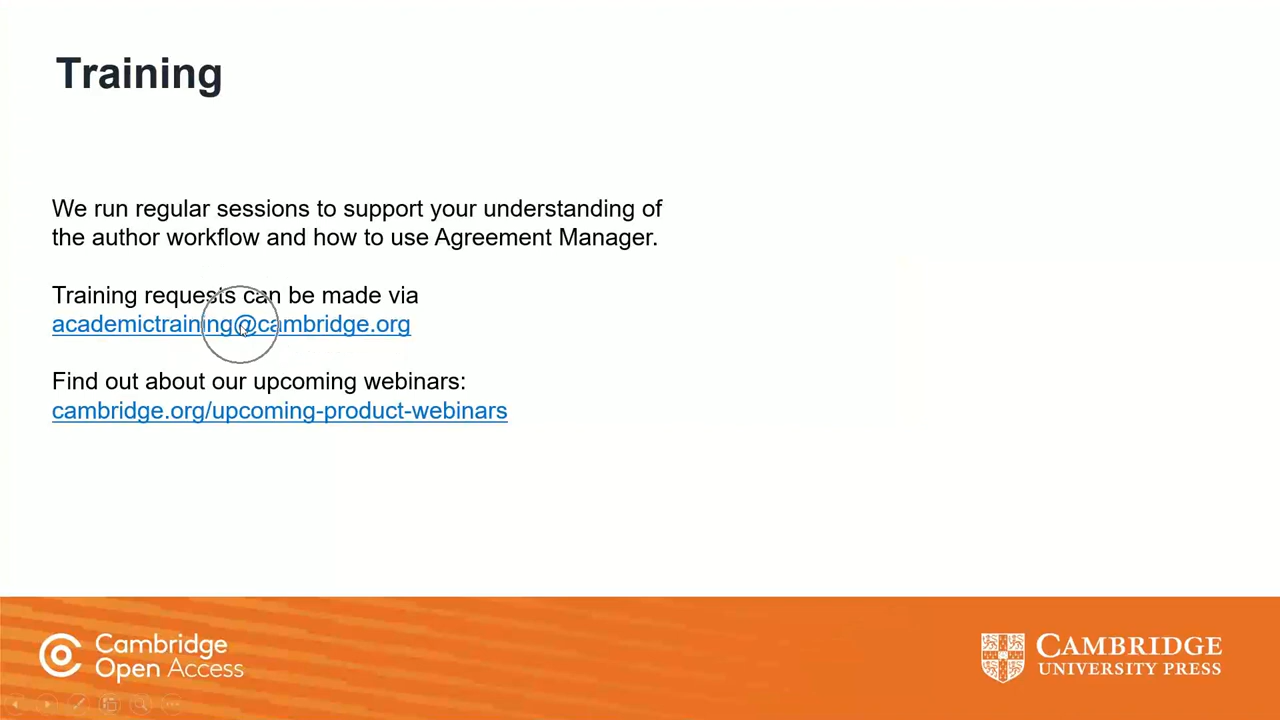 Training
We run regular sessions to support your understanding of
the author workflow and how to use Agreement Manager.
Training requests can be made via
academictraining@cambridge.org
Find out about our upcoming webinars:
cambridge.org/upcoming-product-webinars
Cambridge
Open Access
CAMBRIDGE
UNIVERSITY PRESS